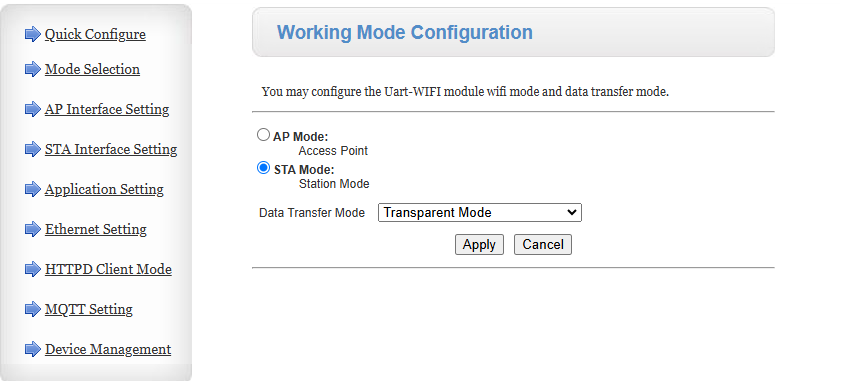 Quick Configure
Mode Selection
AP Interface Setting
STA Interface Setting
Application Setting
Ethernet Setting
HTTPD Client Mode
MQTT Setting
Device Management
Working Mode Configuration
You may configure the Uart-WIFI module wifi mode and data transfer mode.
AP Mode:
Access Point
STA Mode:
Station Mode
Data Transfer Mode Transparent Mode
Apply Cancel